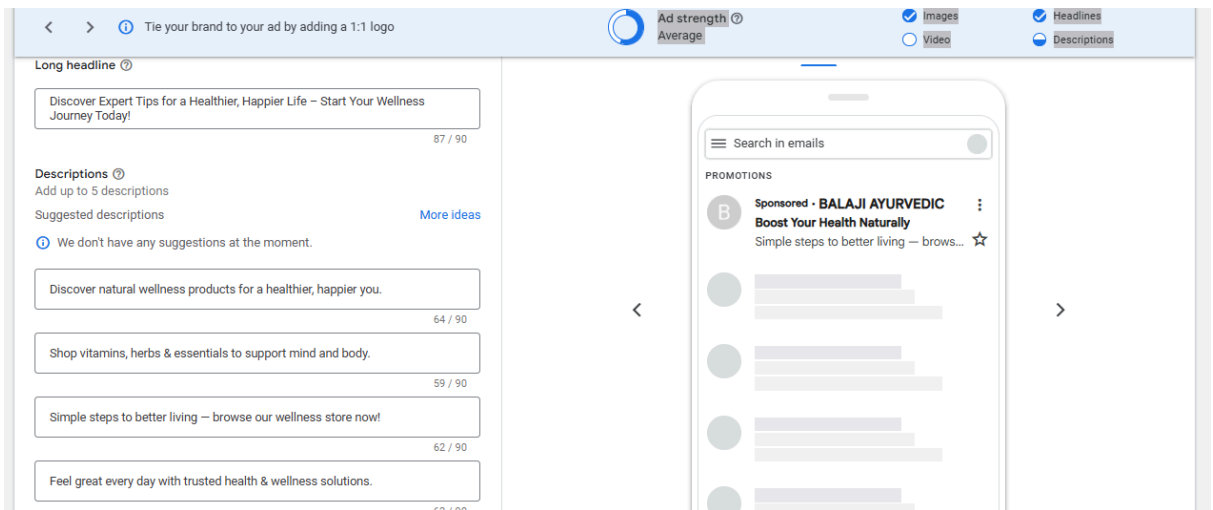 Tie your brand to your ad by adding a 1:1 logo
Ad strength
Average
Images
Headlines
Video
Descriptions
Long headline
Discover Expert Tips for a Healthier, Happier Life – Start Your Wellness
Journey Today!
87 / 90
Descriptions
Add up to 5 descriptions
Suggested descriptions
More ideas
We don't have any suggestions at the moment.
Discover natural wellness products for a healthier, happier you.
64 / 90
Shop vitamins, herbs & essentials to support mind and body.
59 / 90
Simple steps to better living — browse our wellness store now!
62 / 90
Feel great every day with trusted health & wellness solutions.
Search in emails
PROMOTIONS
B
Sponsored · BALAJI AYURVEDIC
Boost Your Health Naturally
Simple steps to better living — brows...